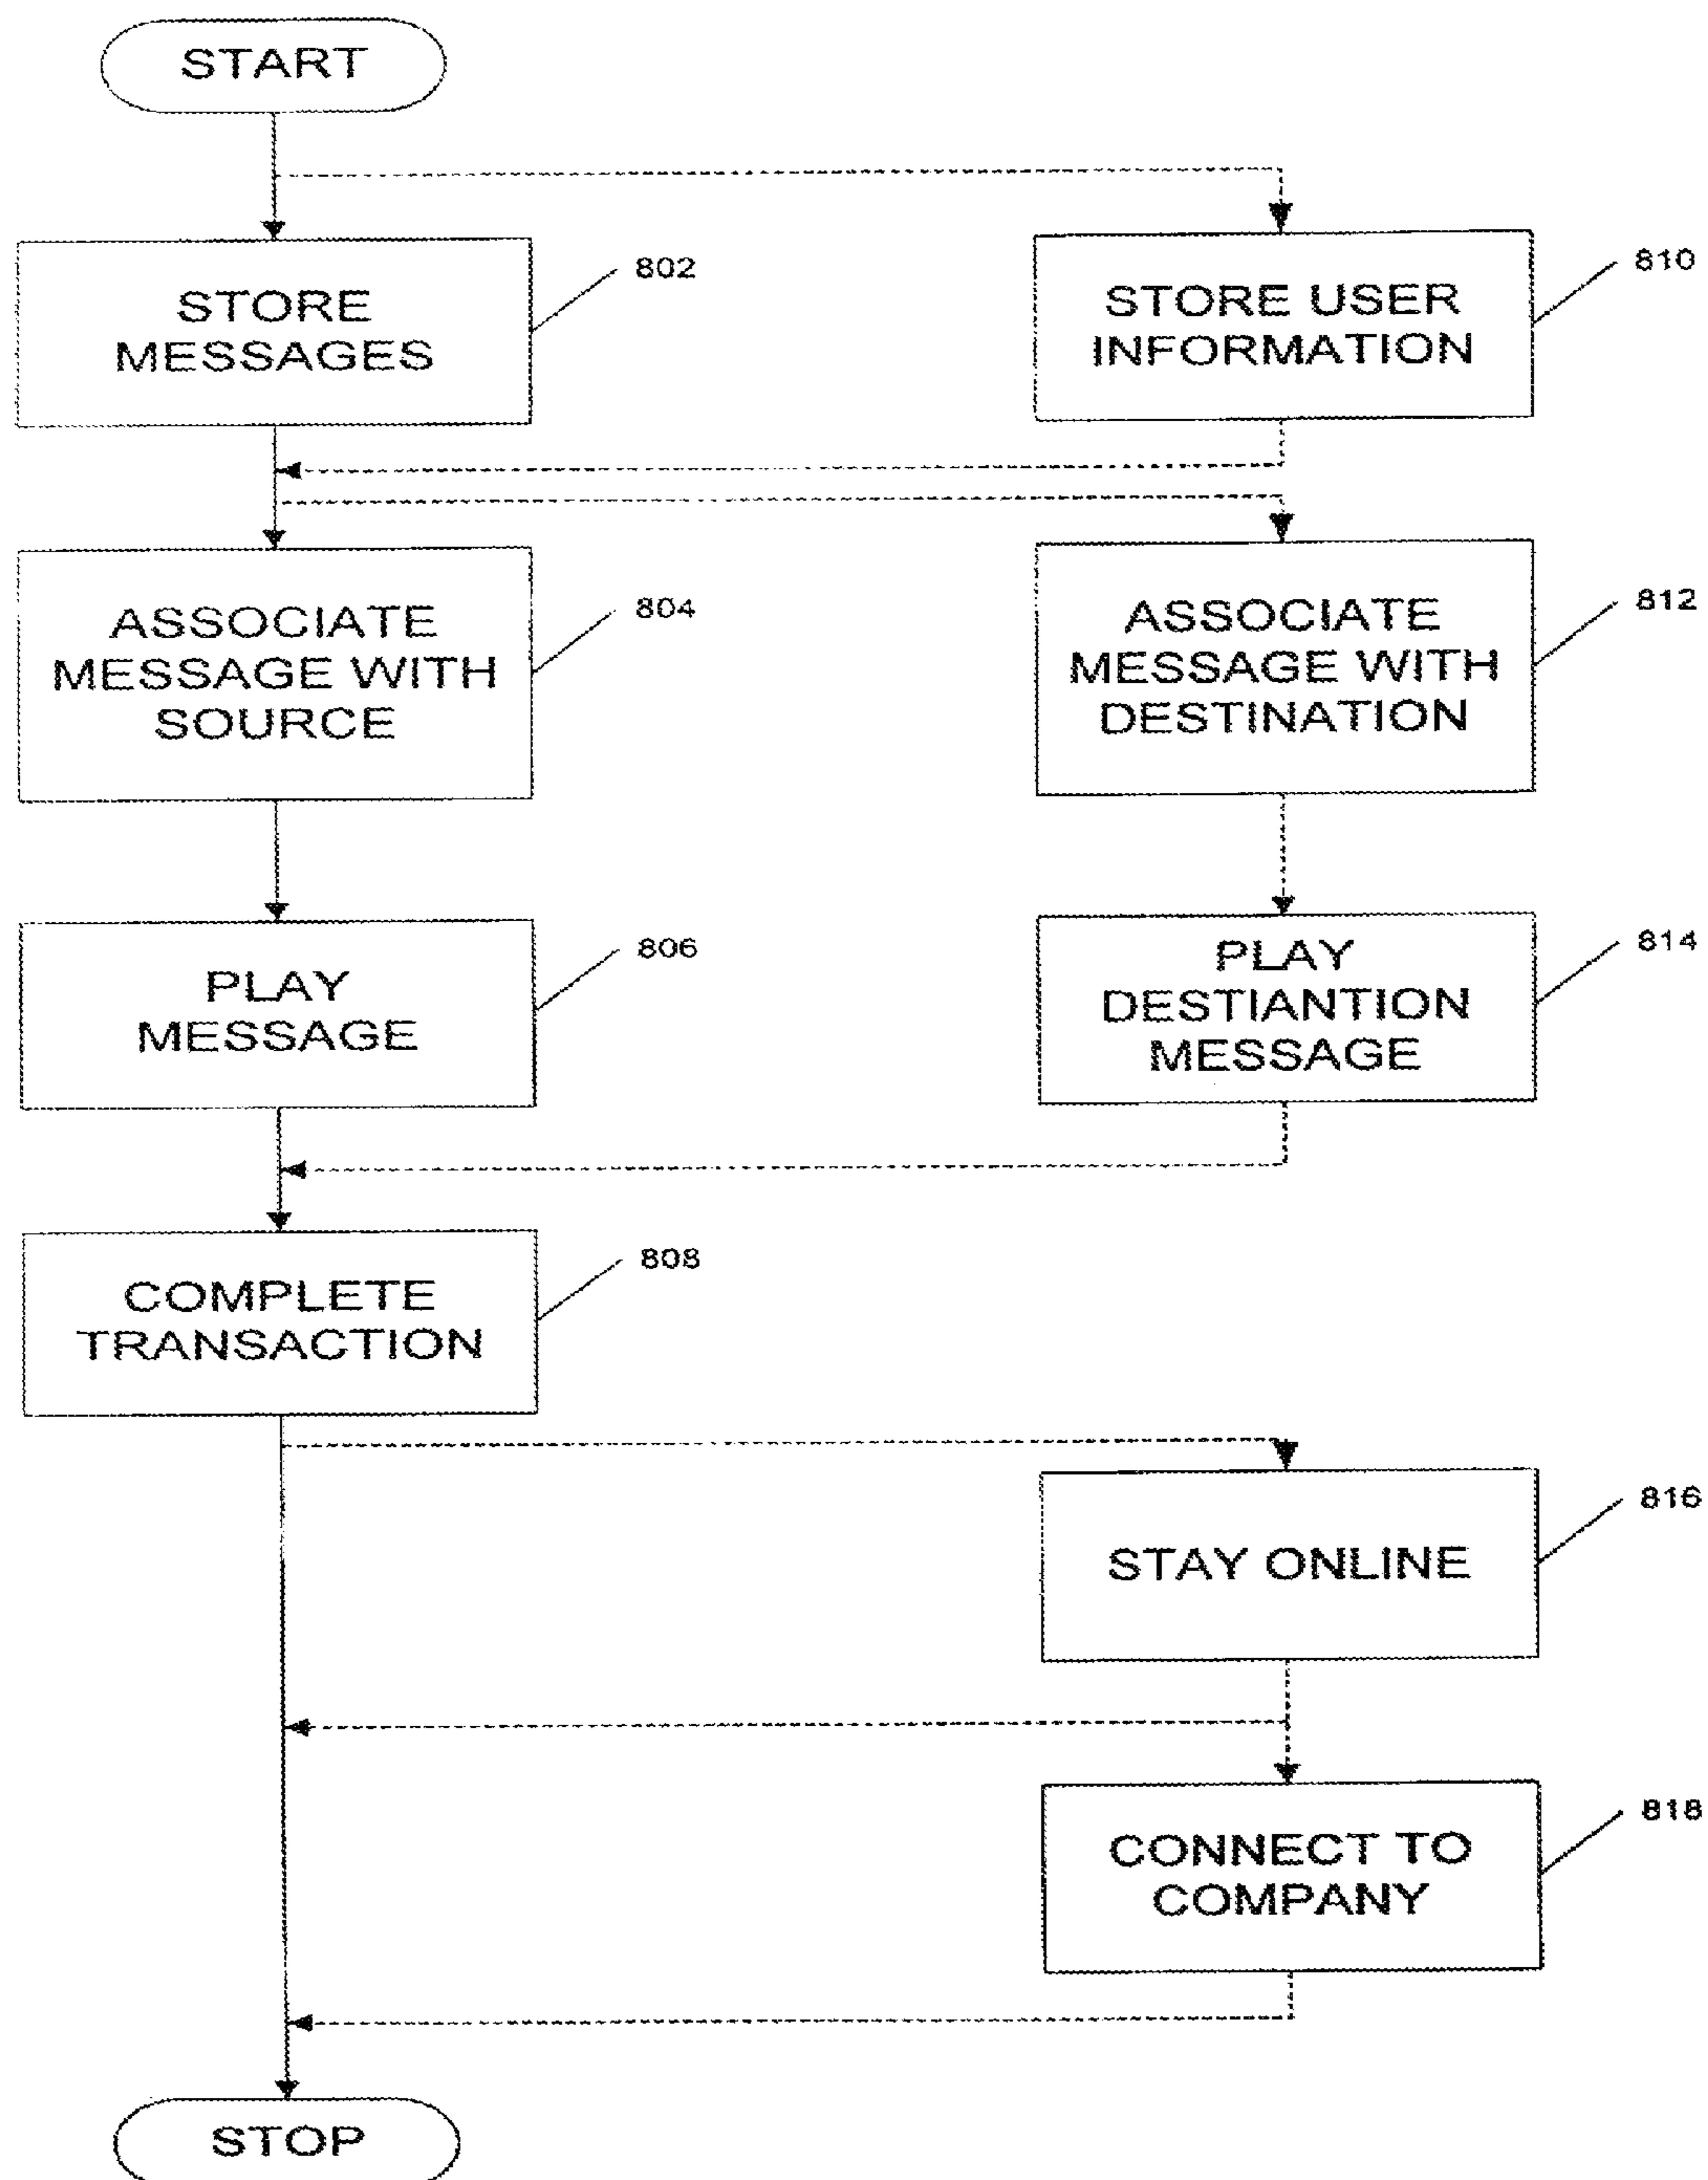 START
STORE
MESSAGES
802
STORE USER
INFORMATION
810
ASSOCIATE
MESSAGE WITH
SOURCE
804
ASSOCIATE
MESSAGE WITH
DESTINATION
812
PLAY
MESSAGE
806
PLAY
DESTIANTION
MESSAGE
814
COMPLETE
TRANSACTION
808
STAY ONLINE
816
CONNECT TO
COMPANY
818
STOP